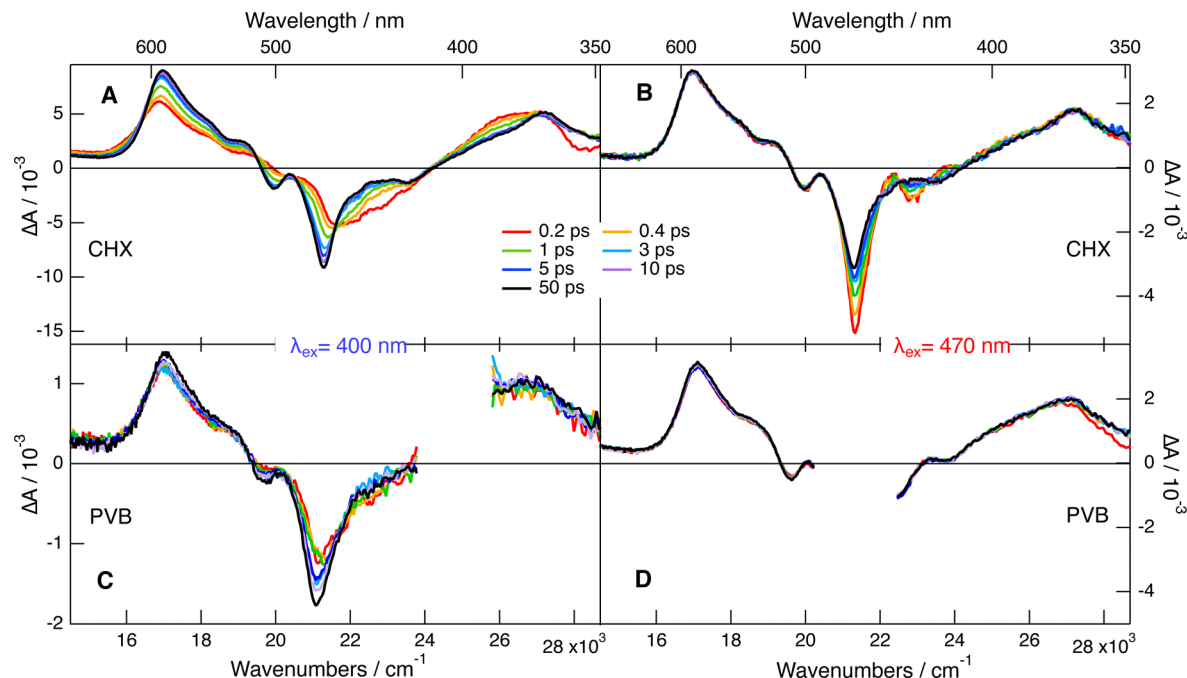 Wavelength / nm
Wavelength / nm
600 500 400 350
600 500 400 350
A
B
5
0
-5
-10
-15
ΔA / 10⁻³
CHX
2
0
-2
-4
ΔA / 10⁻³
CHX
0.2 ps 0.4 ps
1 ps 3 ps
5 ps 10 ps
50 ps
λex= 400 nm
λex= 470 nm
1
0
-1
-2
ΔA / 10⁻³
PVB
C
2
0
-2
-4
ΔA / 10⁻³
PVB
D
16 18 20 22 24 26 28 x10³
16 18 20 22 24 26 28 x10³
Wavenumbers / cm⁻¹
Wavenumbers / cm⁻¹